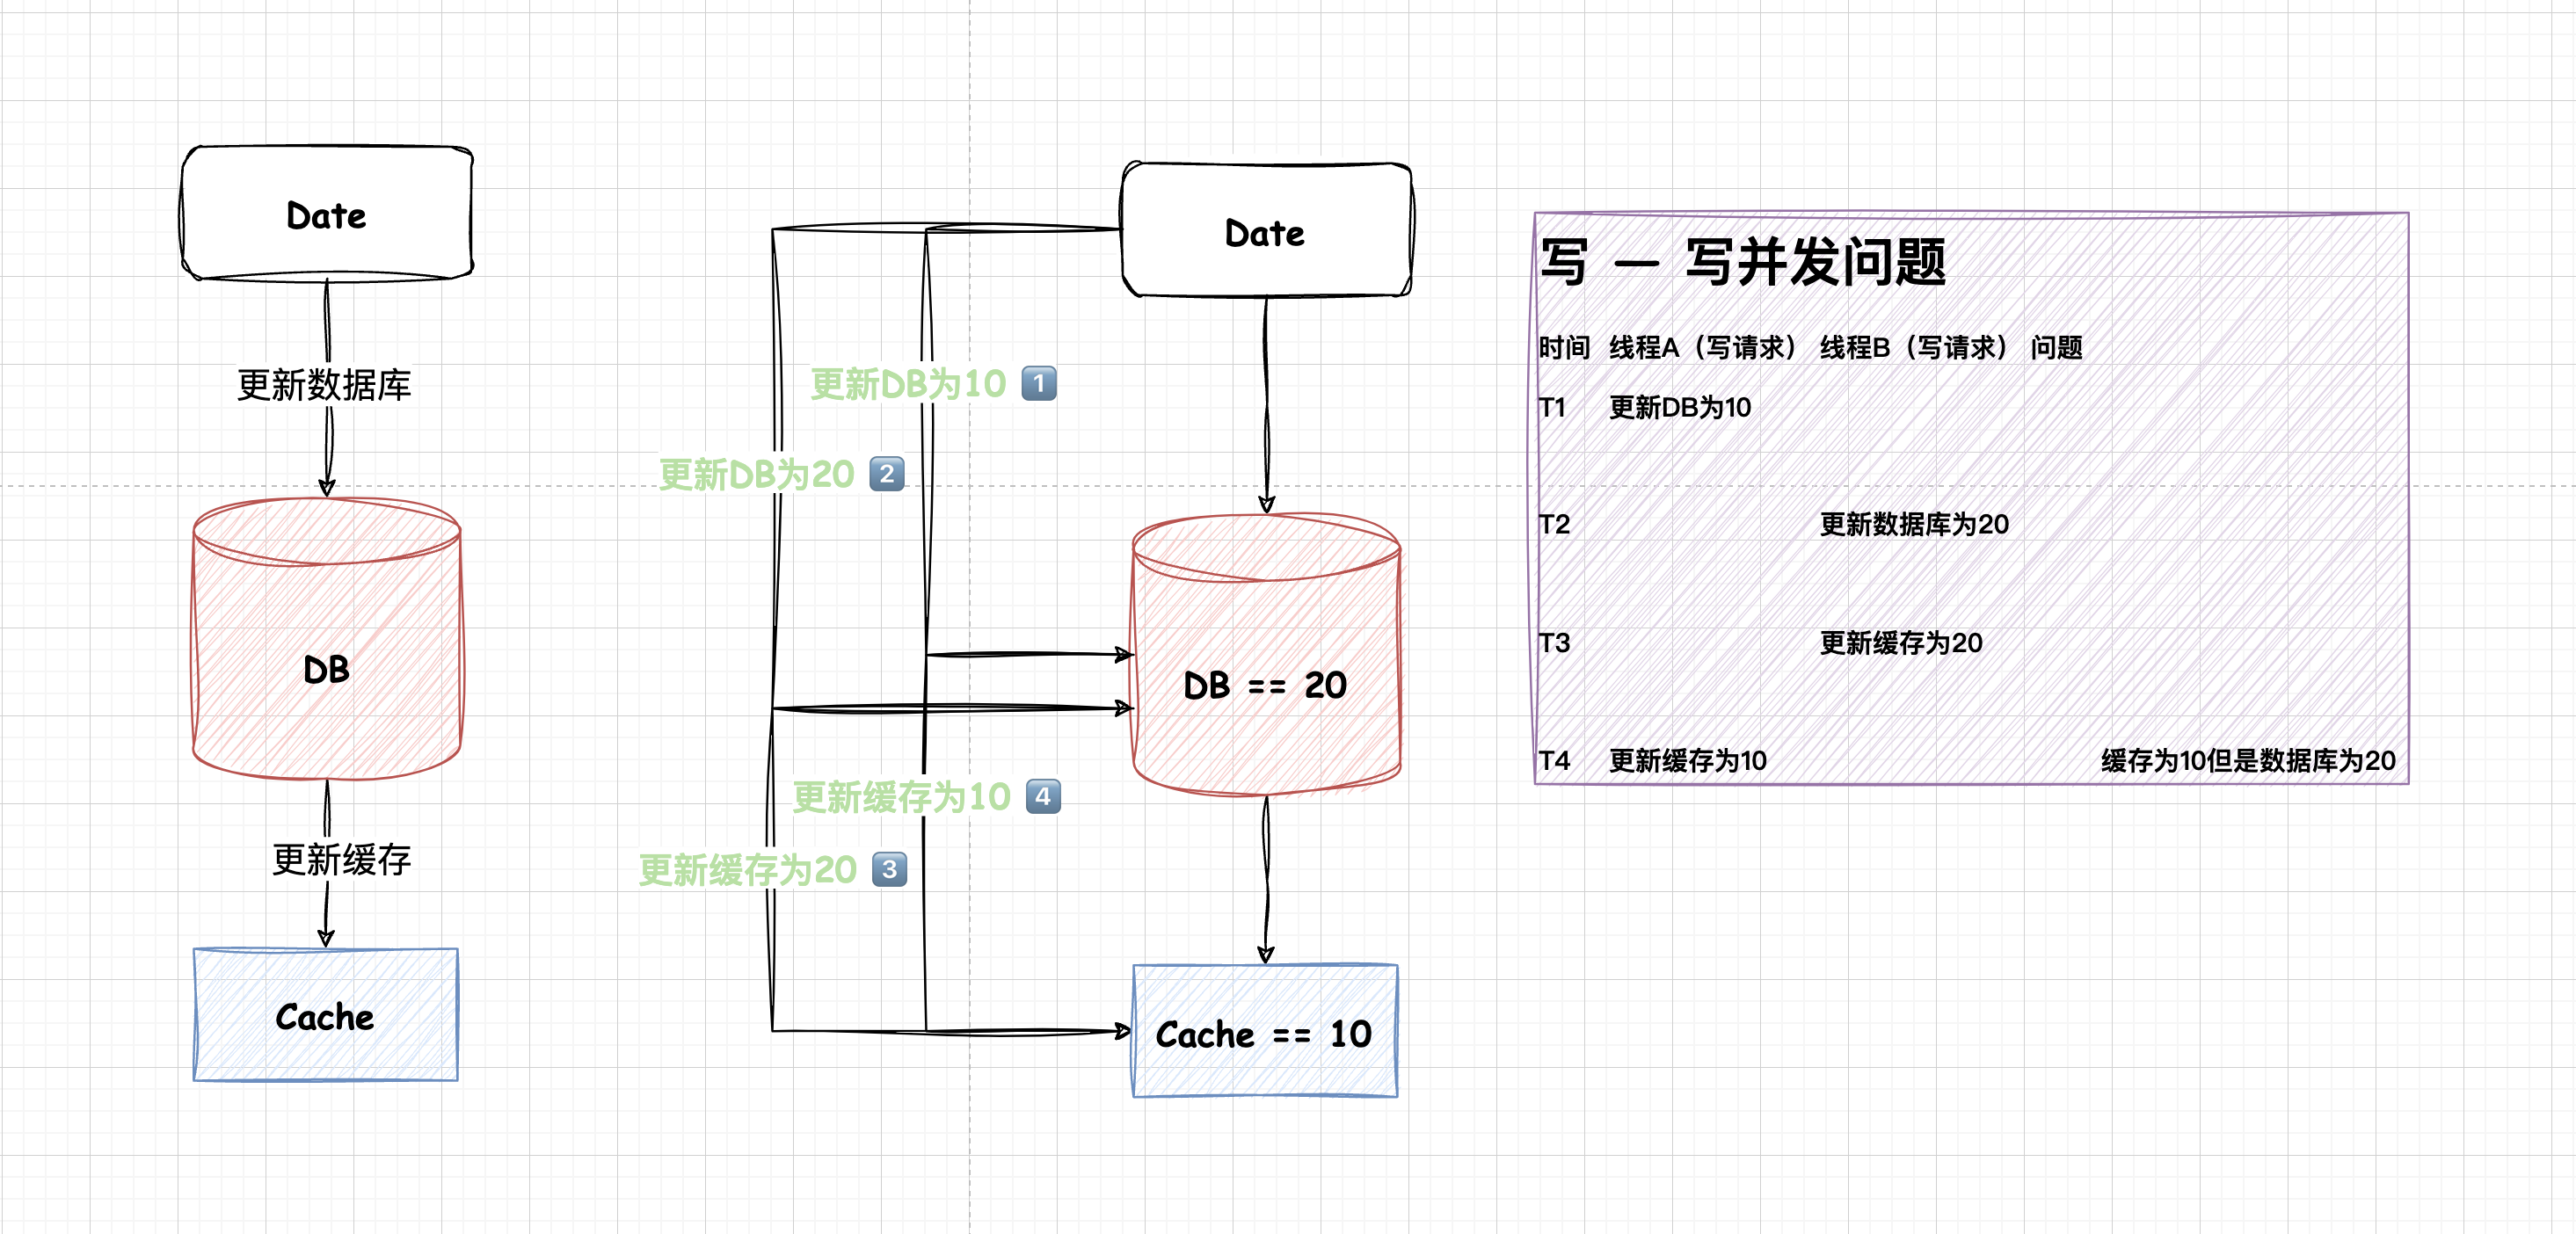 Date
更新数据库
DB
更新缓存
Cache
Date
更新DB为10 1
更新DB为20 2
DB == 20
更新缓存为10 4
更新缓存为20 3
Cache == 10
写 — 写并发问题
时间 线程A（写请求） 线程B（写请求） 问题
T1 更新DB为10
T2 更新数据库为20
T3 更新缓存为20
T4 更新缓存为10 缓存为10但是数据库为20